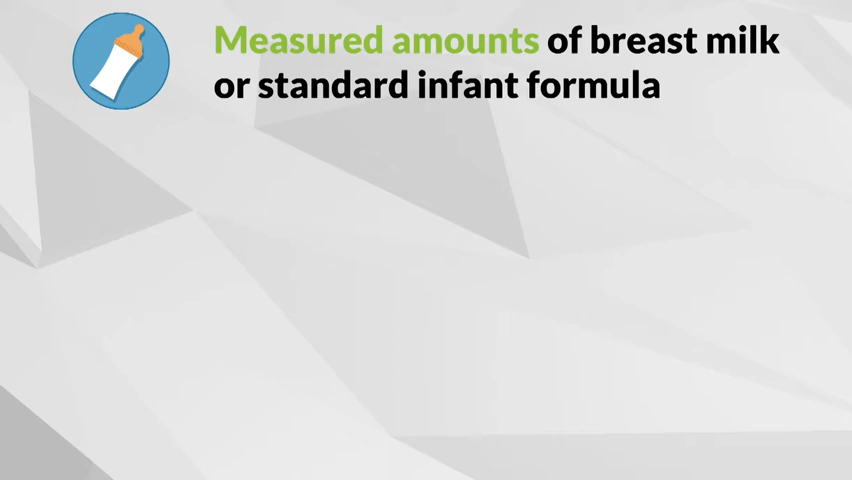 Measured amounts of breast milk
or standard infant formula